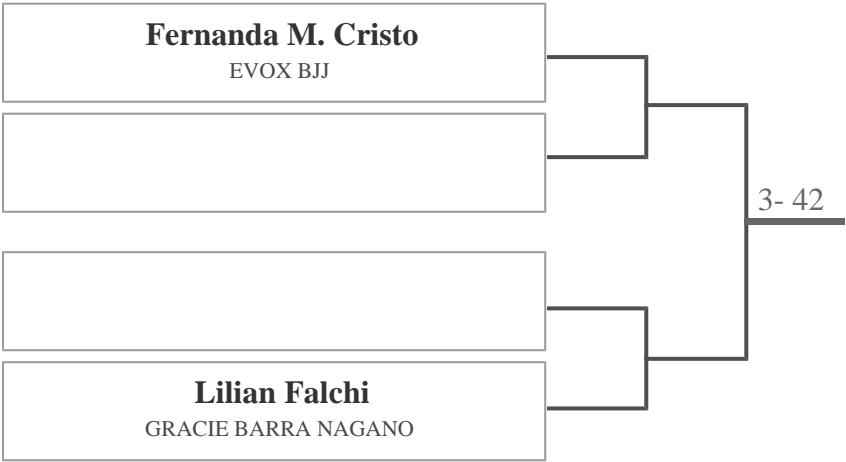 Fernanda M. Cristo
EVOX BJJ
3- 42
Lilian Falchi
GRACIE BARRA NAGANO